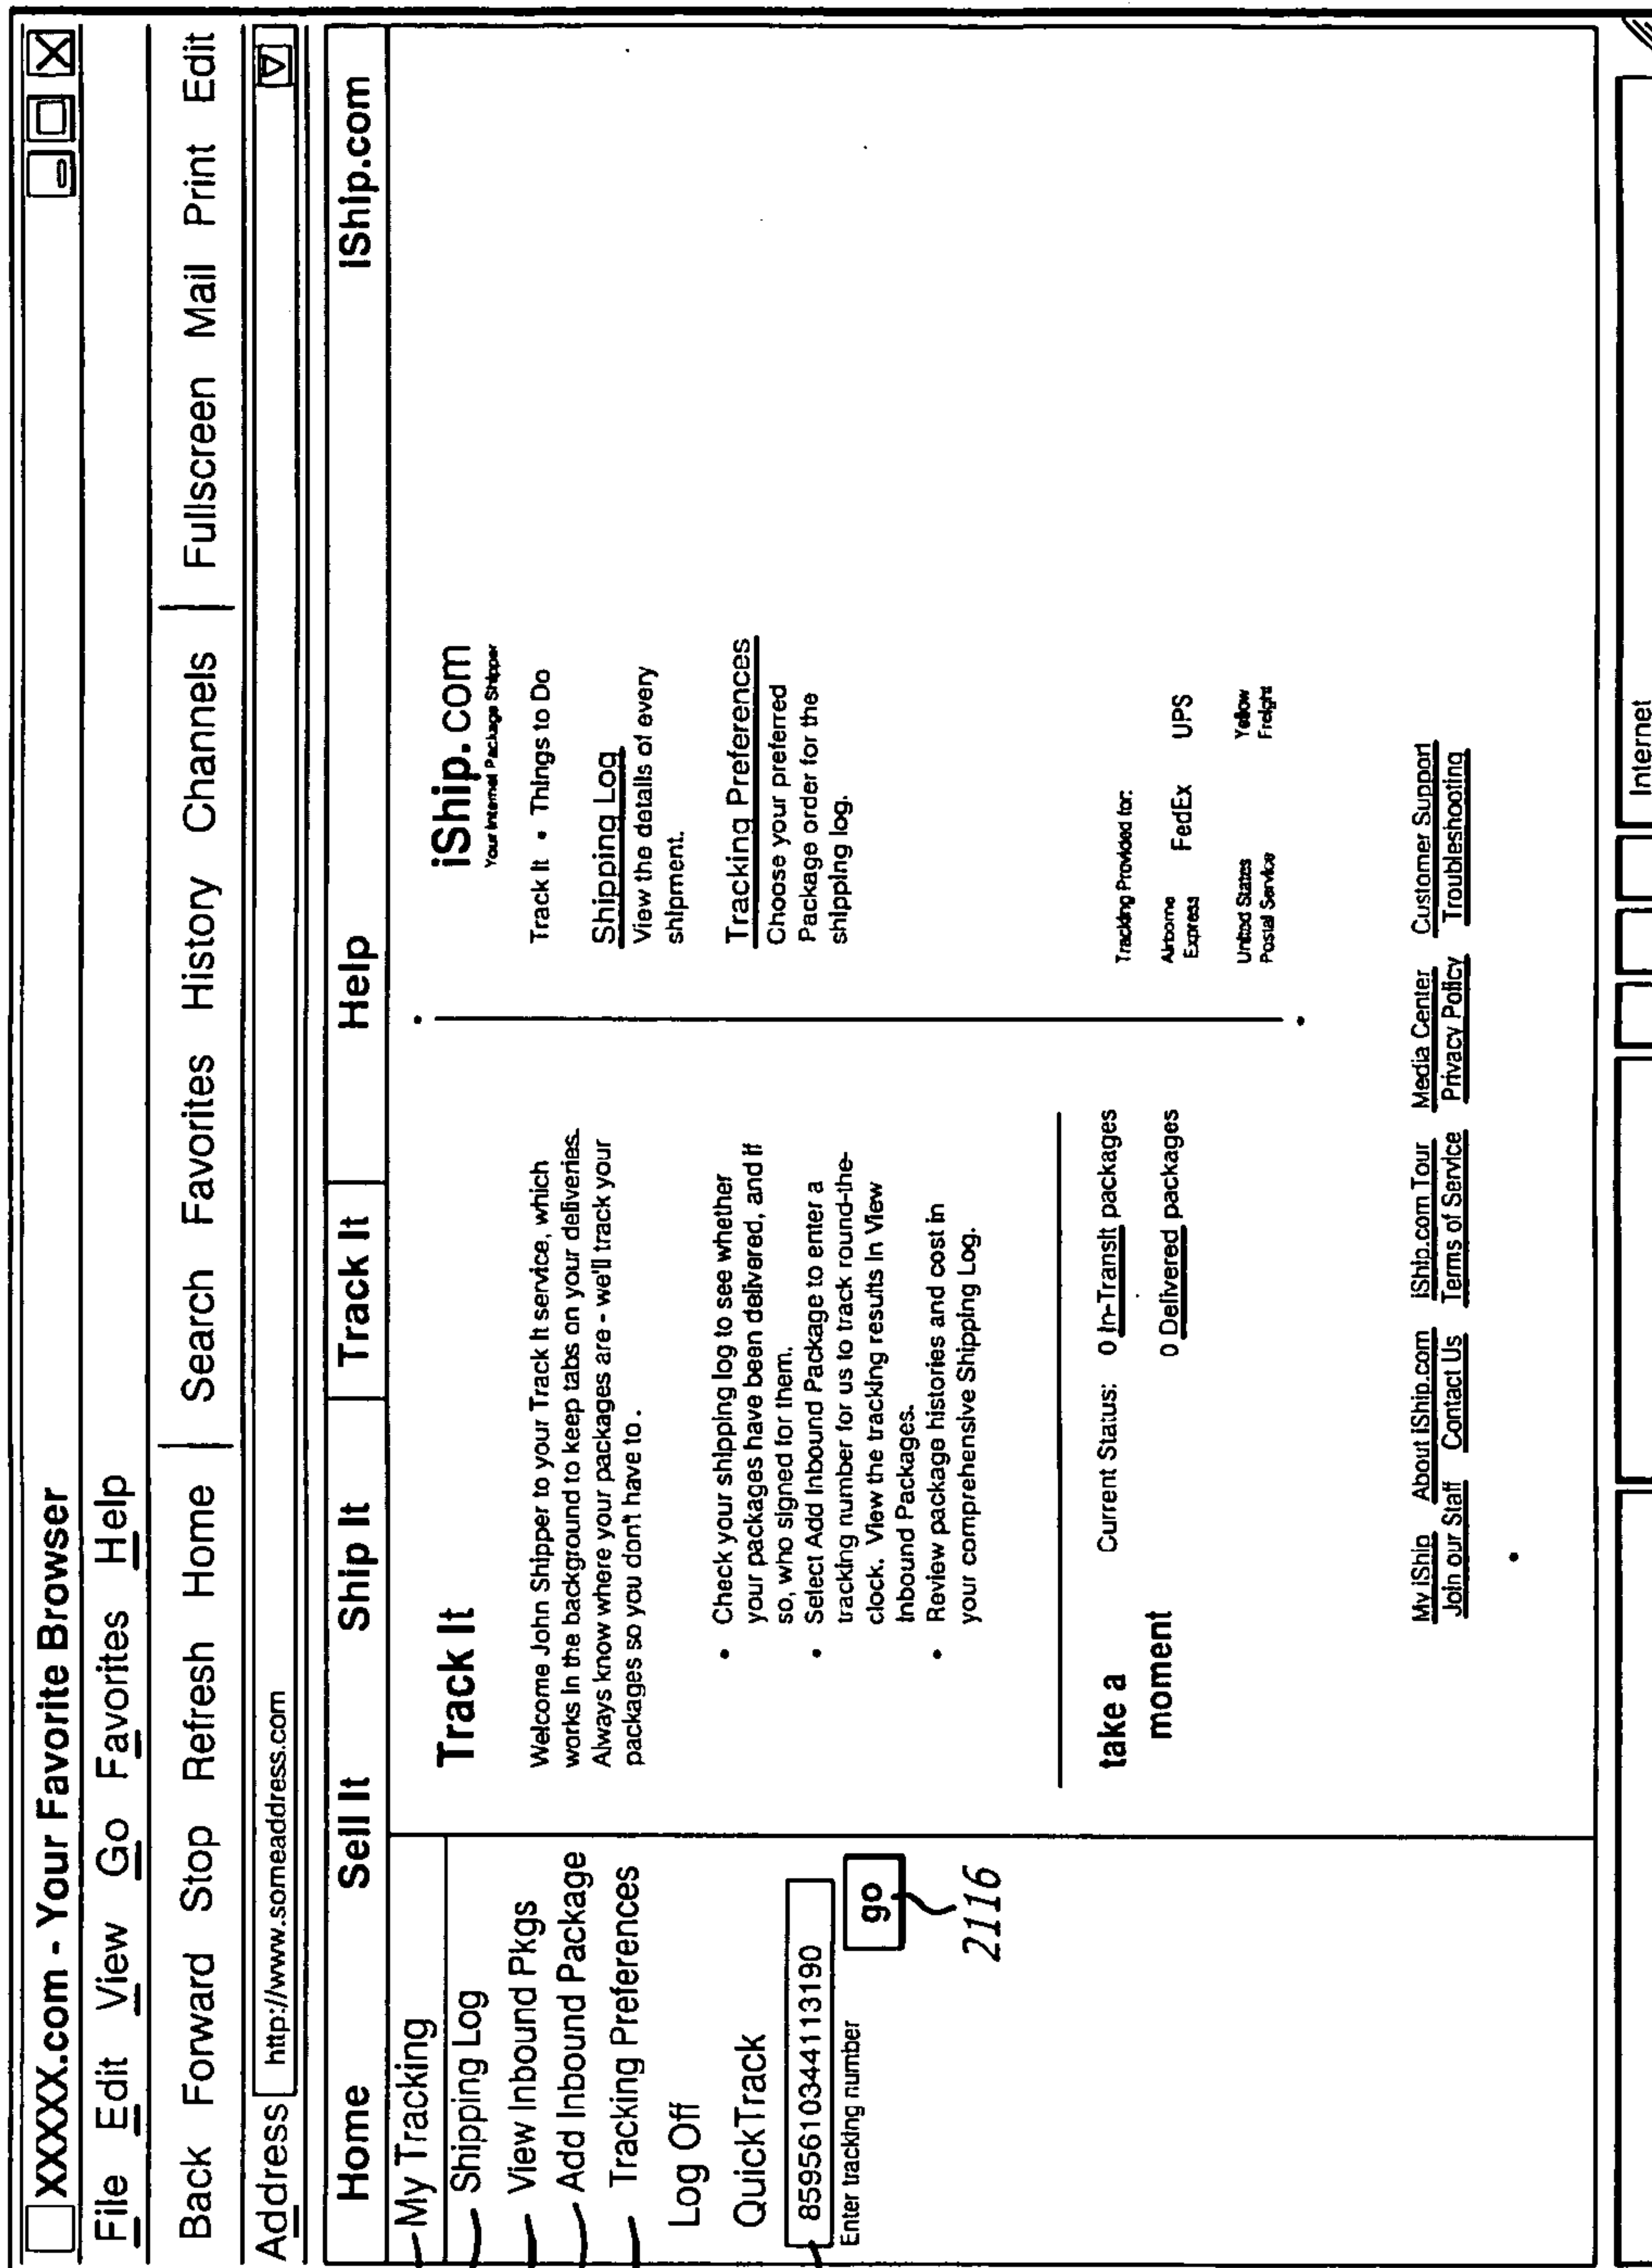 XXXXX.com - Your Favorite Browser
File Edit View Go Favorites Help
Back Forward Stop Refresh Home | Search Favorites History Channels | Fullscreen Mail Print Edit
Address http://www.someaddress.com
Home Sell It Ship It Track It Help iShip.com
My Tracking
Shipping Log
View Inbound Pkgs
Add Inbound Package
Tracking Preferences
Log Off
QuickTrack
85956103441131190
Enter tracking number
go
2116
Track It
Welcome John Shipper to your Track It service, which
works in the background to keep tabs on your deliveries.
Always know where your packages are - we'll track your
packages so you don't have to .
• Check your shipping log to see whether
your packages have been delivered, and if
so, who signed for them.
• Select Add Inbound Package to enter a
tracking number for us to track round-the-
clock. View the tracking results in View
Inbound Packages.
• Review package histories and cost in
your comprehensive Shipping Log.
take a
moment
Current Status: 0 In-Transit packages
0 Delivered packages
iShip.com
Your Internet Package Shipper
Track It • Things to Do
Shipping Log
View the details of every
shipment.
Tracking Preferences
Choose your preferred
Package order for the
shipping log.
Tracking Provided for:
Airborne
Express
FedEx
UPS
United States
Postal Service
Yellow
Freight
My iShip About iShip.com iShip.com Tour Media Center Customer Support
Join our Staff Contact Us Terms of Service Privacy Policy Troubleshooting
Internet